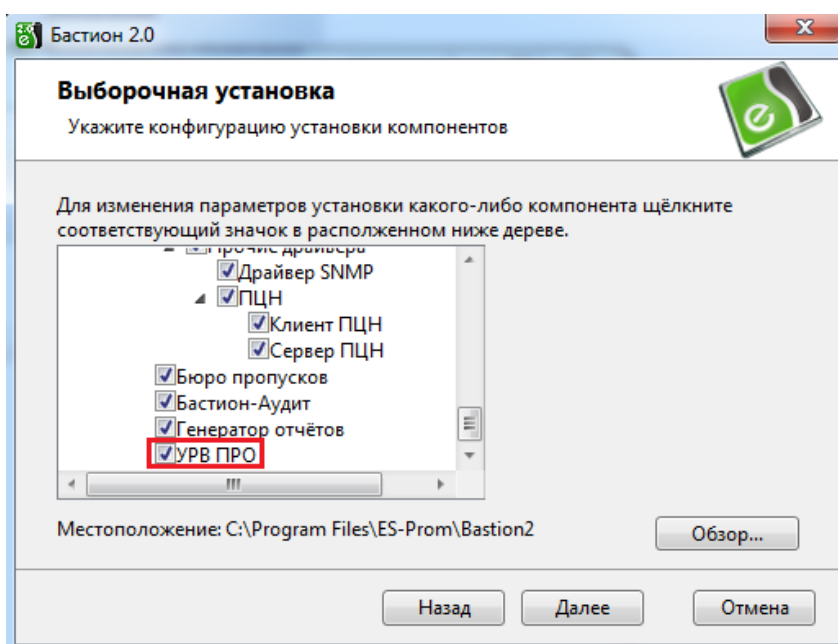 Бастион 2.0
Выборочная установка
Укажите конфигурацию установки компонентов
Для изменения параметров установки какого-либо компонента щёлкните
соответствующий значок в расположенном ниже дереве.
Прочие драйвера
Драйвер SNMP
ПЦН
Клиент ПЦН
Сервер ПЦН
Бюро пропусков
Бастион-Аудит
Генератор отчётов
УРВ ПРО
Местоположение: C:\Program Files\ES-Prom\Bastion2
Обзор...
Назад
Далее
Отмена